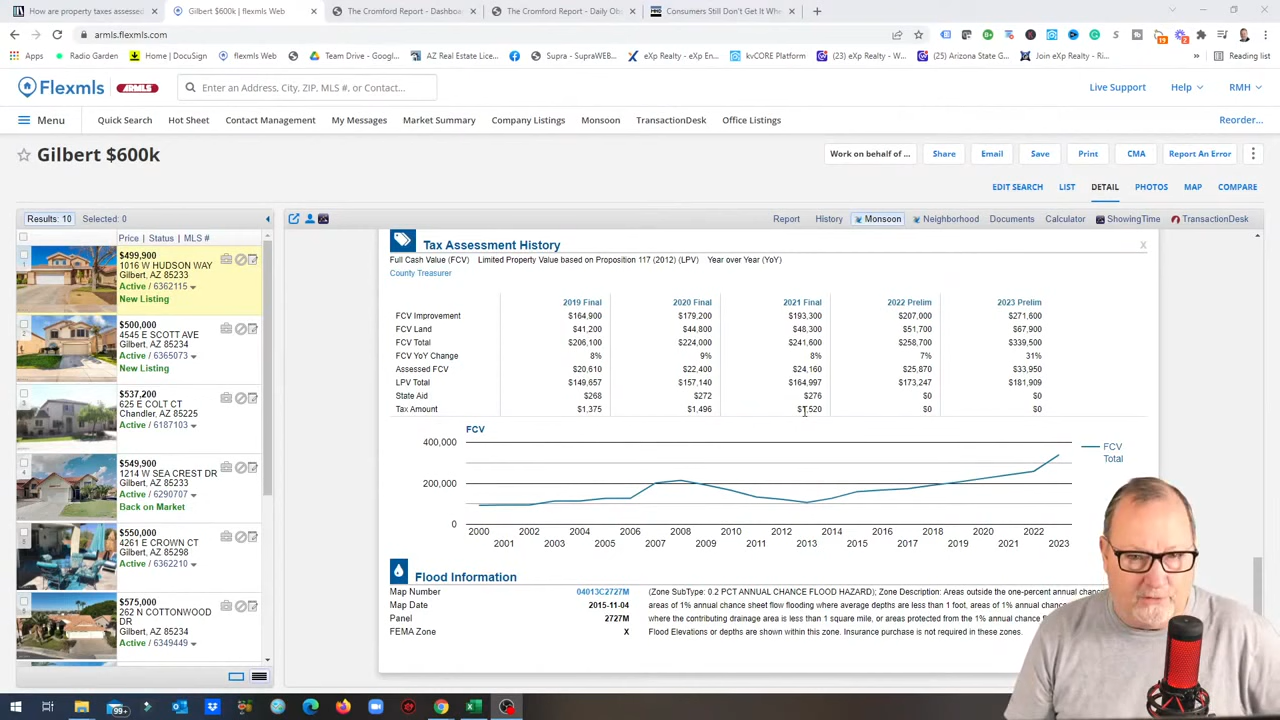 How are property taxes assessed
Gilbert $600k | flexmls Web
The Cromford Report - Dashboa
The Cromford Report - Daily Obs
Consumers Still Don't Get It Whe
armls.flexmls.com
Apps
Radio Garden
Home | DocuSign
flexmls Web
Team Drive - Googl...
AZ Real Estate Lice...
Supra - SupraWEB...
eXp Realty - eXp En...
kvCORE Platform
(23) eXp Realty - W...
(25) Arizona State G...
Join eXp Realty - Ri...
Reading list
Flexmls
ARMLS
Enter an Address, City, ZIP, MLS #, or Contact...
Live Support
Help
RMH
Menu
Quick Search
Hot Sheet
Contact Management
My Messages
Market Summary
Company Listings
Monsoon
TransactionDesk
Office Listings
Reorder...
Gilbert $600k
Work on behalf of ...
Share
Email
Save
Print
CMA
Report An Error
EDIT SEARCH
LIST
DETAIL
PHOTOS
MAP
COMPARE
Results: 10
Selected: 0
Report
History
Monsoon
Neighborhood
Documents
Calculator
ShowingTime
TransactionDesk
Price | Status | MLS #
$499,900
1016 W HUDSON WAY
Gilbert, AZ 85233
Active / 6362115
New Listing
$500,000
4545 E SCOTT AVE
Gilbert, AZ 85234
Active / 6365073
New Listing
$537,200
625 E COLT CT
Chandler, AZ 85225
Active / 6187103
$549,900
1214 W SEA CREST DR
Gilbert, AZ 85233
Active / 6290707
Back on Market
$550,000
4261 E CROWN CT
Gilbert, AZ 85298
Active / 6362210
$575,000
262 N COTTONWOOD
DR
Gilbert, AZ 85234
Active / 6349449
Tax Assessment History
X
Full Cash Value (FCV) Limited Property Value based on Proposition 117 (2012) (LPV) Year over Year (YoY)
County Treasurer
2019 Final 2020 Final 2021 Final 2022 Prelim 2023 Prelim
FCV Improvement $164,900 $179,200 $193,300 $207,000 $271,600
FCV Land $41,200 $44,800 $48,300 $51,700 $67,900
FCV Total $206,100 $224,000 $241,600 $258,700 $339,500
FCV YoY Change 8% 9% 8% 7% 31%
Assessed FCV $20,610 $22,400 $24,160 $25,870 $33,950
LPV Total $149,657 $157,140 $164,997 $173,247 $181,909
State Aid $268 $272 $276 $0 $0
Tax Amount $1,375 $1,496 $1,520 $0 $0
FCV
400,000
200,000
0
FCV
Total
2000 2002 2004 2006 2008 2010 2012 2014 2016 2018 2020 2022
2001 2003 2005 2007 2009 2011 2013 2015 2017 2019 2021 2023
Flood Information
Map Number 04013C2727M (Zone SubType: 0.2 PCT ANNUAL CHANCE FLOOD HAZARD); Zone Description: Areas outside the one-percent annual chance
Map Date 2015-11-04 areas of 1% annual chance sheet flow flooding where average depths are less than 1 foot, areas of 1%
Panel 2727M where the contributing drainage area is less than 1 square mile, or areas protected from the 1% annual
FEMA Zone X Flood Elevations or depths are shown within this zone. Insurance purchase is not required in these zones.
99+